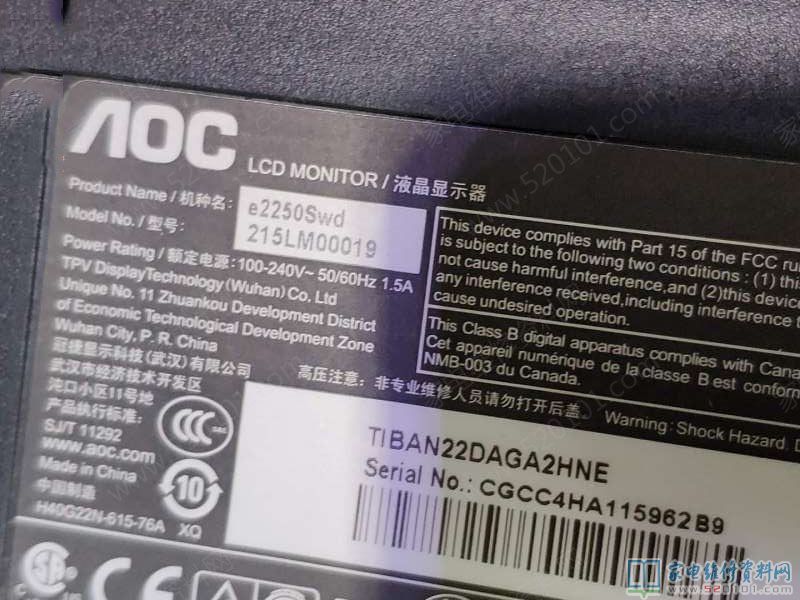 AOC
LCD MONITOR / 液晶显示器
Product Name / 机种名: e2250Swd
Model No. / 型号: 215LM00019
Power Rating / 额定电源:100-240V~ 50/60Hz 1.5A
TPV DisplayTechnology (Wuhan) Co. Ltd
Unique No. 11 Zhuankou Development District
of Economic Technological Development Zone
Wuhan City, P. R. China
冠捷显示科技(武汉)有限公司
武汉市经济技术开发区
沌口小区11号地
产品执行标准:
SJ/T 11292
www.aoc.com
Made in China
中国制造
H40G22N-615-76A XQ
CCC
10
This device complies with Part 15 of the FCC ru
is subject to the following two conditions : (1) this
not cause harmful interference,and (2)this devic
any interference received,including interference t
cause undesired operation.
This Class B digital apparatus complies with Cana
Cet appareil numérique de la classe B est conform
NMB-003 du Canada.
高压注意: 非专业维修人员请勿打开后盖.
Warning: Shock Hazard. D
TIBAN22DAGA2HNE
Serial No.: CGCC4HA115962B9
SA
CE
家电维修资料网
www.520101.com